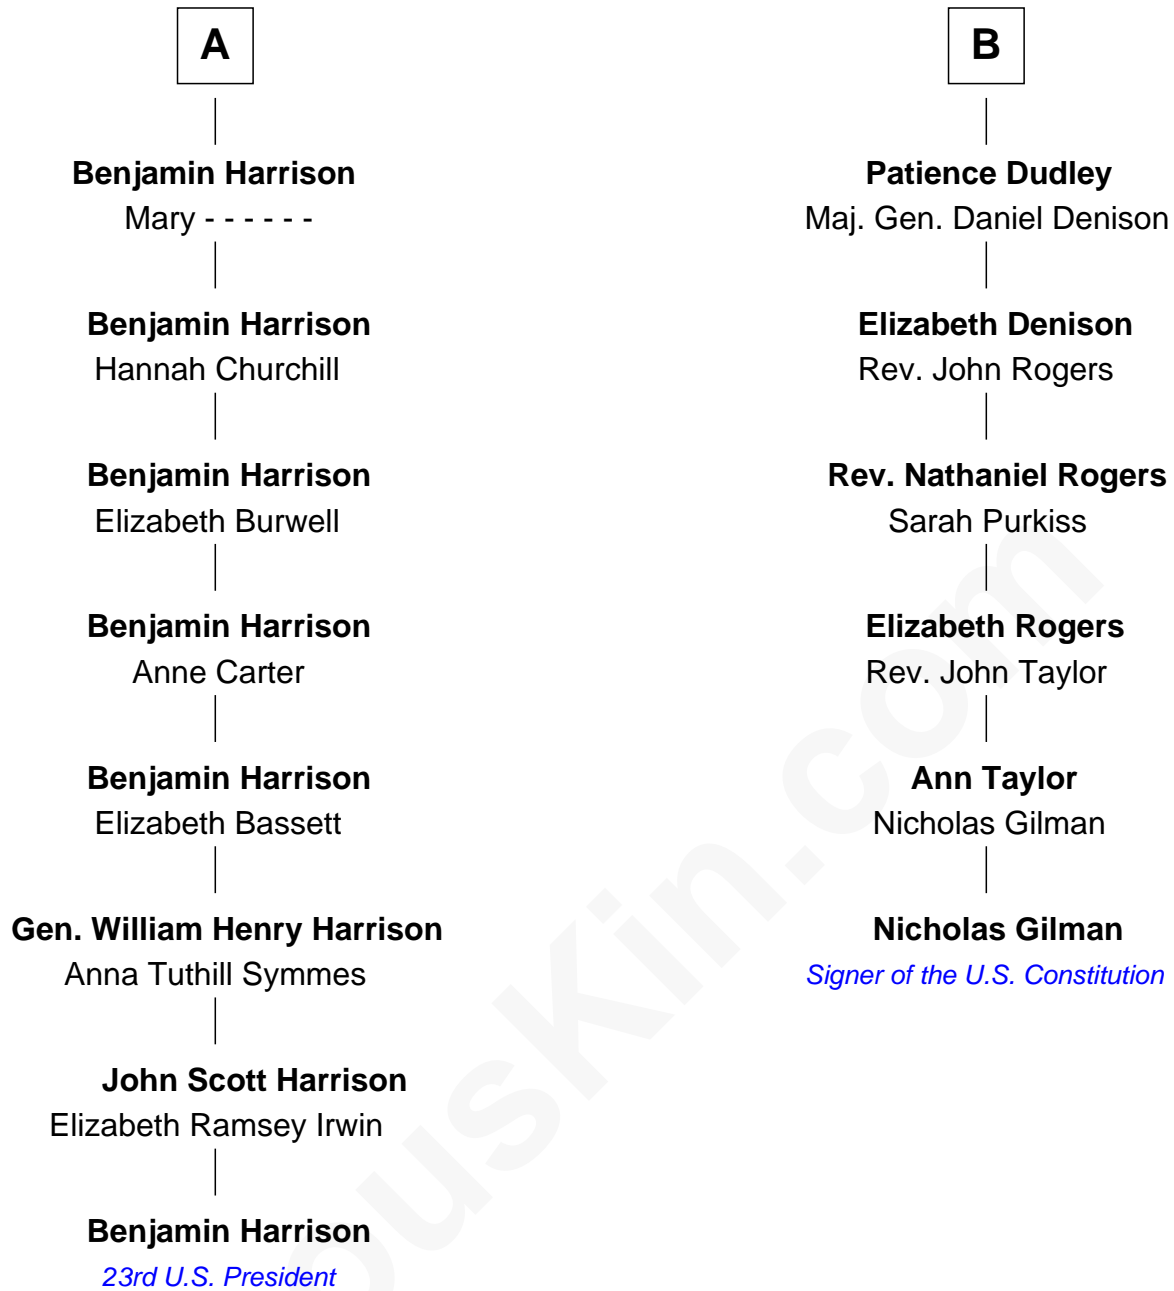 A
Benjamin Harrison
Mary - - - - - -
Benjamin Harrison
Hannah Churchill
Benjamin Harrison
Elizabeth Burwell
Benjamin Harrison
Anne Carter
Benjamin Harrison
Elizabeth Bassett
Gen. William Henry Harrison
Anna Tuthill Symmes
John Scott Harrison
Elizabeth Ramsey Irwin
Benjamin Harrison
23rd U.S. President
B
Patience Dudley
Maj. Gen. Daniel Denison
Elizabeth Denison
Rev. John Rogers
Rev. Nathaniel Rogers
Sarah Purkiss
Elizabeth Rogers
Rev. John Taylor
Ann Taylor
Nicholas Gilman
Nicholas Gilman
Signer of the U.S. Constitution
ousKin.com